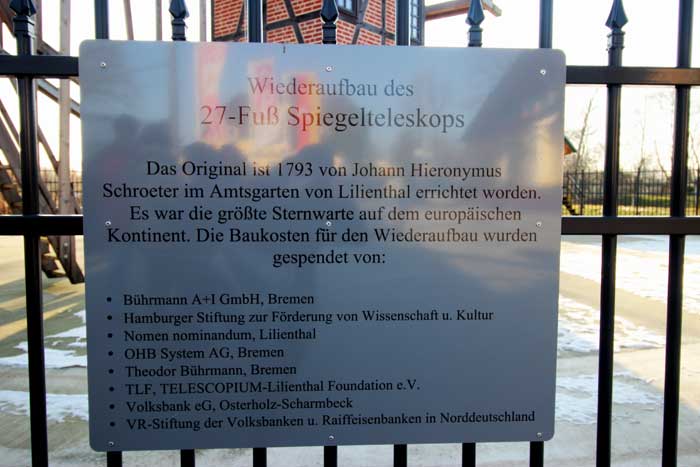 Wiederaufbau des
27-Fuß Spiegelteleskops
Das Original ist 1793 von Johann Hieronymus
Schroeter im Amtsgarten von Lilienthal errichtet worden.
Es war die größte Sternwarte auf dem europäischen
Kontinent. Die Baukosten für den Wiederaufbau wurden
gespendet von:
• Bührmann A+I GmbH, Bremen
• Hamburger Stiftung zur Förderung von Wissenschaft u. Kultur
• Nomen nominandum, Lilienthal
• OHB System AG, Bremen
• Theodor Bührmann, Bremen
• TLF, TELESCOPIUM-Lilienthal Foundation e.V.
• Volksbank eG, Osterholz-Scharmbeck
• VR-Stiftung der Volksbanken u. Raiffeisenbanken in Norddeutschland